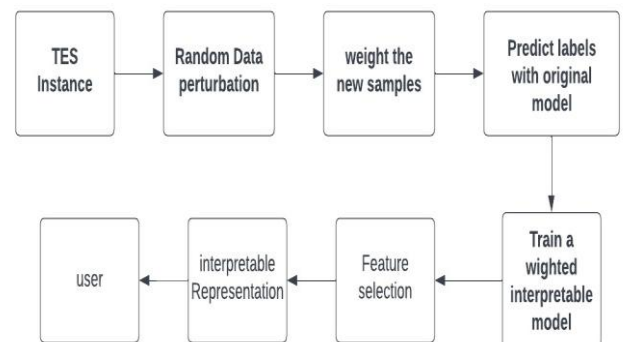 TES
Instance
Random Data
perturbation
weight the
new samples
Predict labels
with original
model
Train a
wighted
interpretable
model
Feature
selection
interpretable
Representation
user